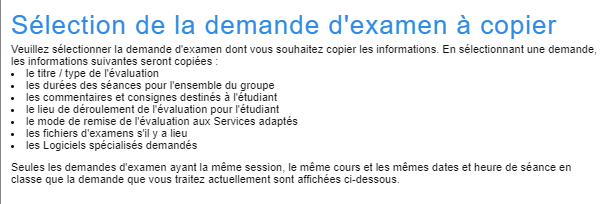 Sélection de la demande d'examen à copier
Veuillez sélectionner la demande d'examen dont vous souhaitez copier les informations. En sélectionnant une demande,
les informations suivantes seront copiées :
• le titre / type de l'évaluation
• les durées des séances pour l'ensemble du groupe
• les commentaires et consignes destinés à l'étudiant
• le lieu de déroulement de l'évaluation pour l'étudiant
• le mode de remise de l'évaluation aux Services adaptés
• les fichiers d'examens s'il y a lieu
• les Logiciels spécialisés demandés
Seules les demandes d'examen ayant la même session, le même cours et les mêmes dates et heure de séance en
classe que la demande que vous traitez actuellement sont affichées ci-dessous.